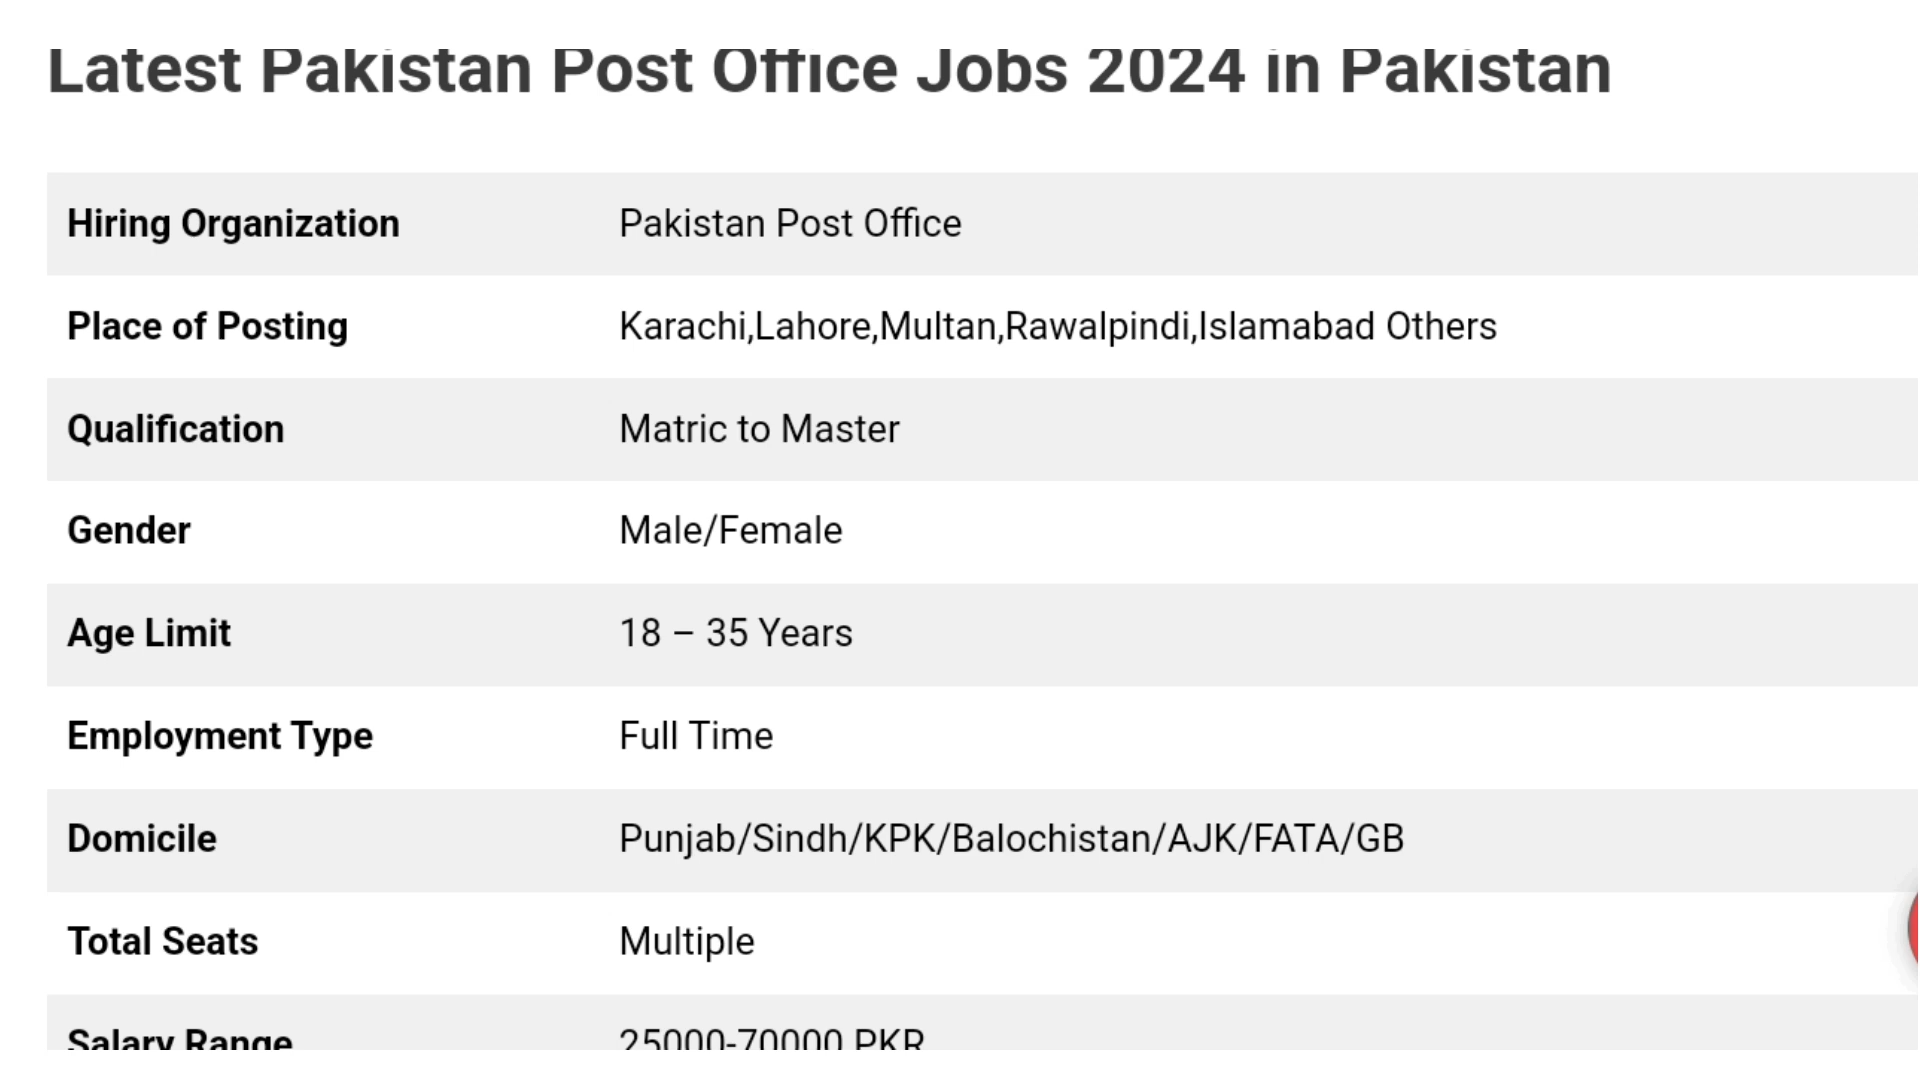 Latest Pakistan Post Office Jobs 2024 in Pakistan
Hiring Organization Pakistan Post Office
Place of Posting Karachi,Lahore,Multan,Rawalpindi,Islamabad Others
Qualification Matric to Master
Gender Male/Female
Age Limit 18 – 35 Years
Employment Type Full Time
Domicile Punjab/Sindh/KPK/Balochistan/AJK/FATA/GB
Total Seats Multiple
Salary Range 25000-70000 PKR